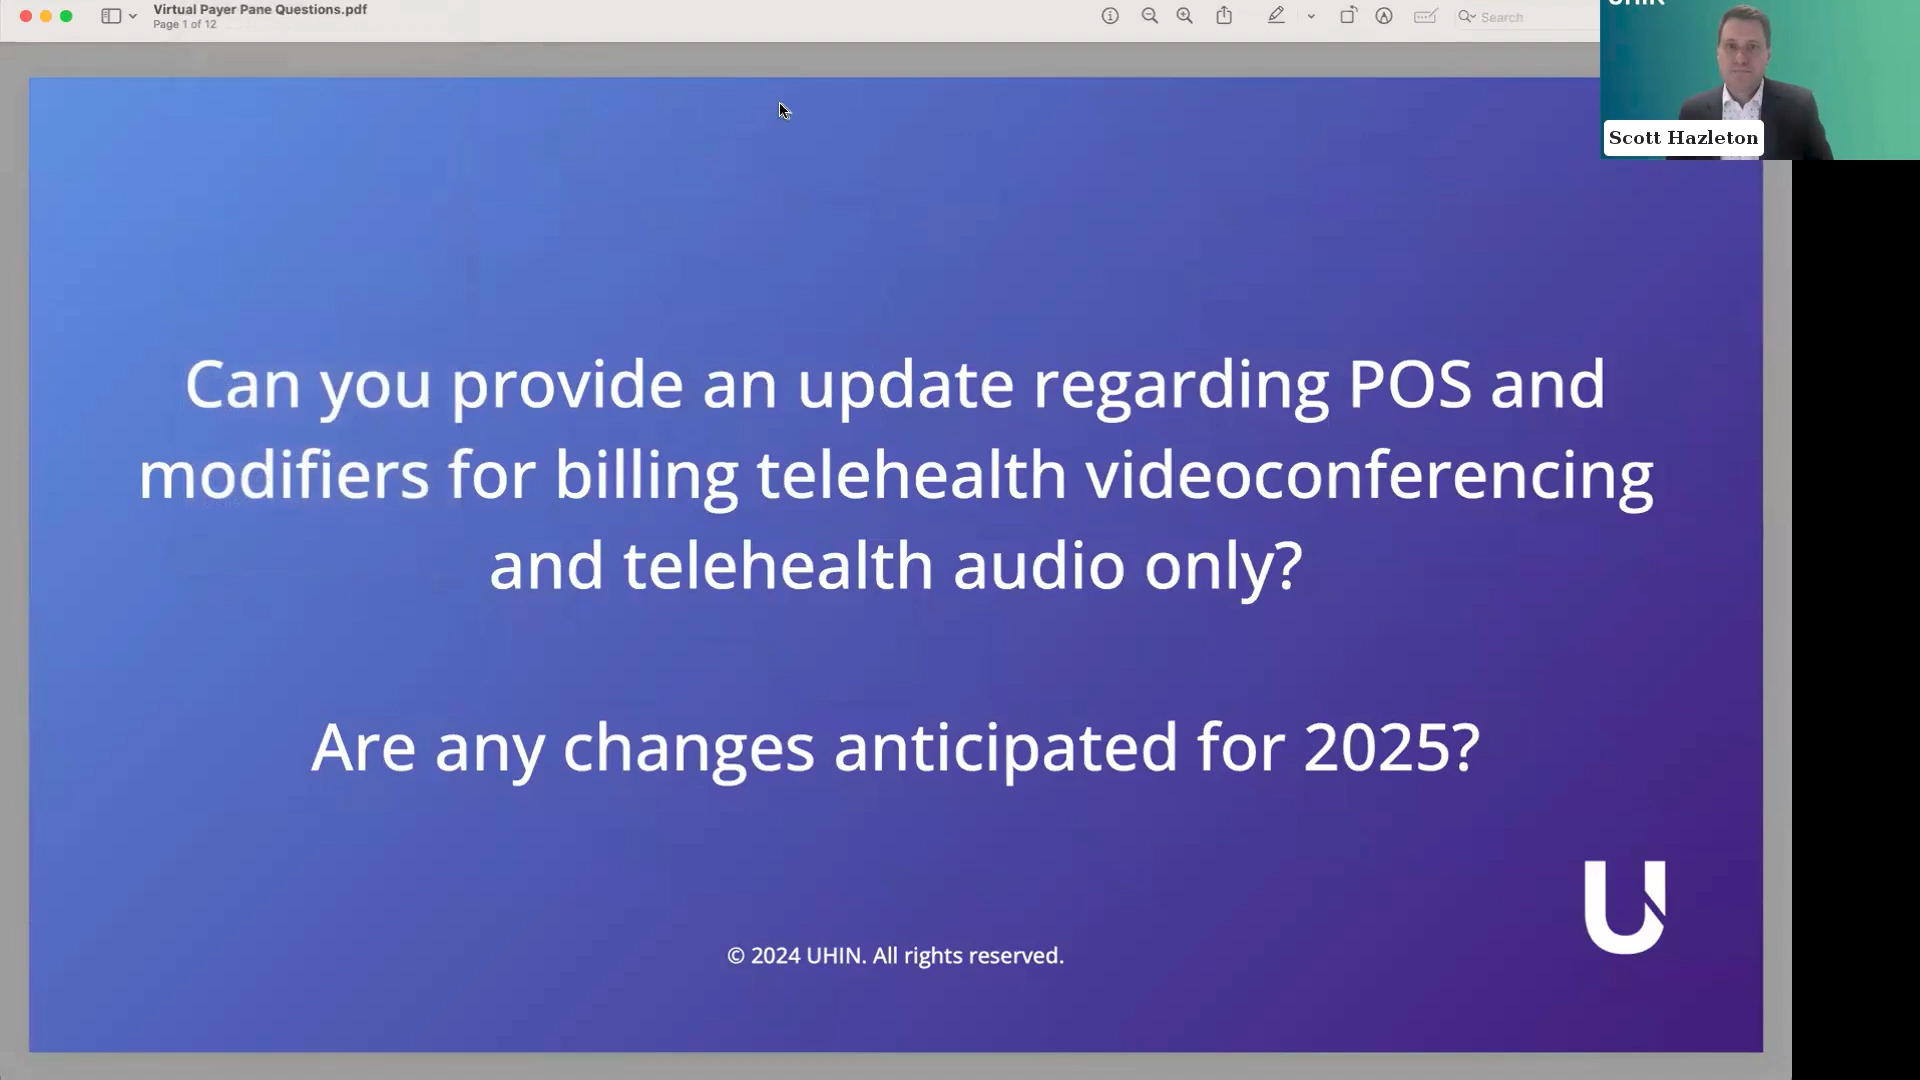 Virtual Payer Pane Questions.pdf
Page 1 of 12
Search
UHIN
Scott Hazleton
Can you provide an update regarding POS and
modifiers for billing telehealth videoconferencing
and telehealth audio only?
Are any changes anticipated for 2025?
U
© 2024 UHIN. All rights reserved.